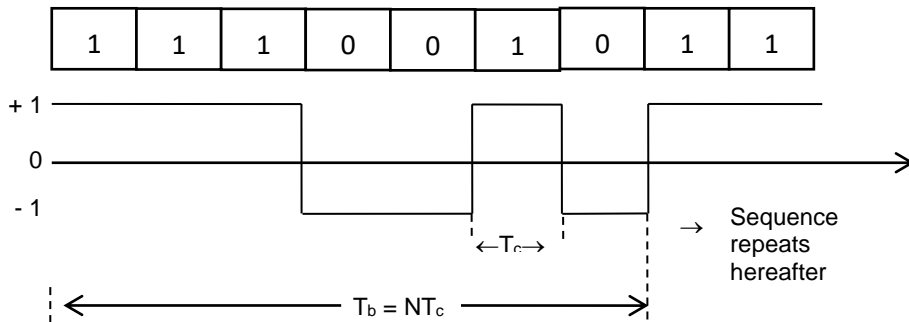 1 1 1 0 0 1 0 1 1
+ 1
0
- 1
←Tc→
→ Sequence
repeats
hereafter
Tb = NTc